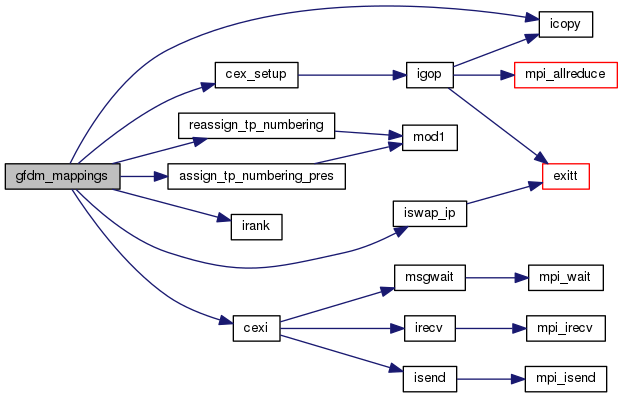 icopy
cex_setup
igop
mpi_allreduce
reassign_tp_numbering
mod1
gfdm_mappings
assign_tp_numbering_pres
exitt
irank
iswap_ip
msgwait
mpi_wait
cexi
irecv
mpi_irecv
isend
mpi_isend